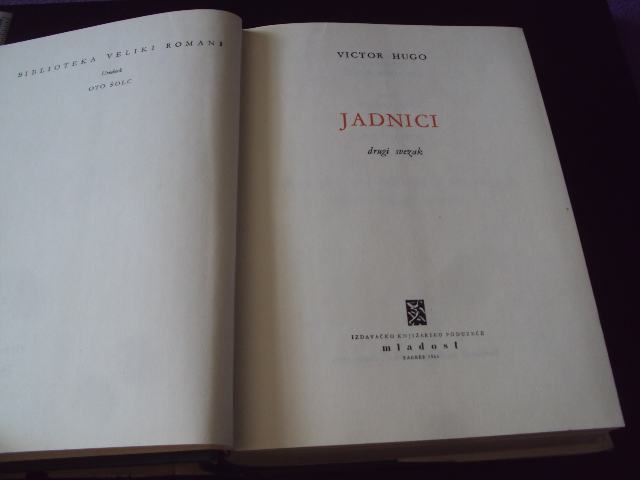 BIBLIOTEKA VELIKI ROMANI
Urednik
OTO ŠOLC
VICTOR HUGO
JADNICI
drugi svezak
IZDAVAČKO KNJIŽARSKO PODUZEĆE
mladost
ZAGREB